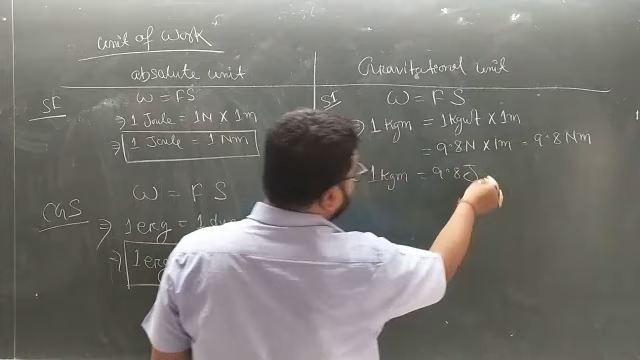 Unit of Work
absolute unit
SI
W = FS
⇒ 1 Joule = 1N × 1m
⇒ 1 Joule = 1 Nm
CGS
W = F S
⇒ 1 erg = 1
⇒ 1 erg
Gravitational unit
SI
W = F S
⇒ 1 kgm = 1 kgwt × 1m
= 9.8N × 1m = 9.8 Nm
1 kgm = 9.8 J